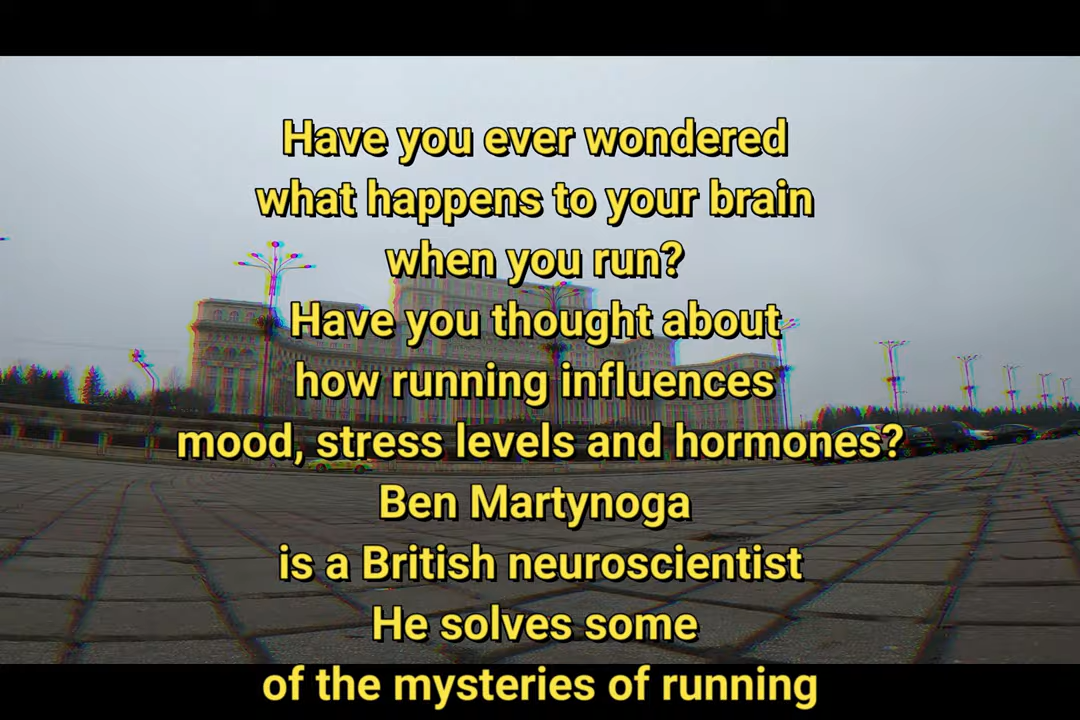 Have you ever wondered
what happens to your brain
when you run?
Have you thought about
how running influences
mood, stress levels and hormones?
Ben Martynoga
is a British neuroscientist
He solves some
of the mysteries of running